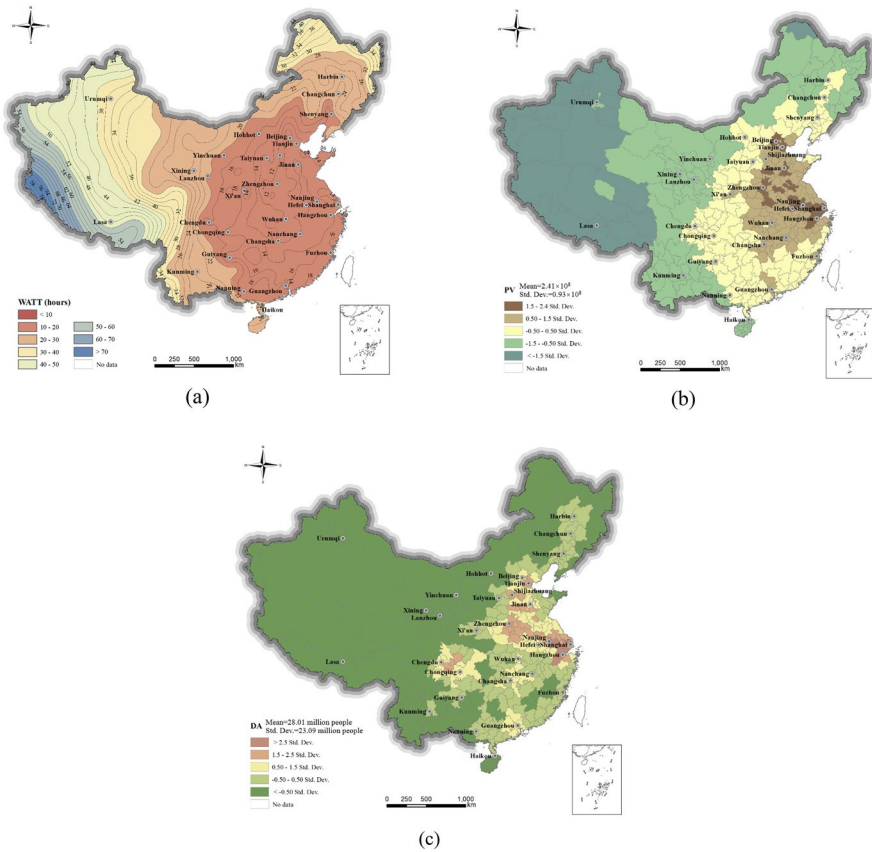 N
W
E
S
Harbin
Changchun
Shenyang
Urumqi
Hohhot
Beijing
Tianjin
Yinchuan
Taiyuan
Xining
Lanzhou
Jinan
Zhengzhou
Xi'an
Nanjing
Hefei
Shanghai
Hangzhou
Lasa
Chengdu
Wuhan
Chongqing
Nanchang
Changsha
Guiyang
Fuzhou
Kunming
Nanning
Guangzhou
Haikou
WATT (hours)
< 10
10 - 20
20 - 30
30 - 40
40 - 50
50 - 60
60 - 70
> 70
No data
0 250 500 1,000
km
(a)
N
W
E
S
Harbin
Changchun
Shenyang
Urumqi
Hohhot
Beijing
Tianjin
Shijiazhuang
Yinchuan
Taiyuan
Xining
Lanzhou
Jinan
Zhengzhou
Xi'an
Nanjing
Hefei
Shanghai
Hangzhou
Lasa
Chengdu
Wuhan
Chongqing
Nanchang
Changsha
Guiyang
Fuzhou
Kunming
Nanning
Guangzhou
Haikou
PV
Std. Dev.=0.93×10⁸
1.5 - 2.4 Std. Dev.
0.50 - 1.5 Std. Dev.
-0.50 - 0.50 Std. Dev.
-1.5 - -0.50 Std. Dev.
< -1.5 Std. Dev.
No data
0 250 500 1,000
km
(b)
N
W
E
S
Harbin
Changchun
Shenyang
Urumqi
Hohhot
Beijing
Tianjin
Shijiazhuang
Yinchuan
Taiyuan
Xining
Lanzhou
Jinan
Zhengzhou
Xi'an
Nanjing
Hefei
Shanghai
Hangzhou
Lasa
Chengdu
Wuhan
Chongqing
Nanchang
Changsha
Guiyang
Fuzhou
Kunming
Nanning
Guangzhou
Haikou
DA
Mean=28.01 million people
Std. Dev.=23.09 million people
> 2.5 Std. Dev.
1.5 - 2.5 Std. Dev.
0.50 - 1.5 Std. Dev.
-0.50 - 0.50 Std. Dev.
< -0.50 Std. Dev.
No data
0 250 500 1,000
km
(c)